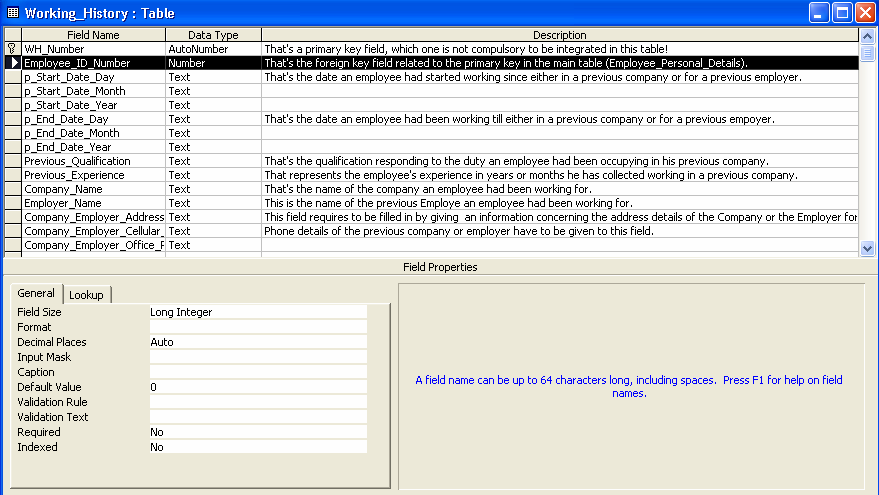 Working_History : Table
Field Name Data Type Description
WH_Number AutoNumber That's a primary key field, which one is not compulsory to be integrated in this table!
Employee_ID_Number Number That's the foreign key field related to the primary key in the main table (Employee_Personal_Details).
p_Start_Date_Day Text That's the date an employee had started working since either in a previous company or for a previous employer.
p_Start_Date_Month Text
p_Start_Date_Year Text
p_End_Date_Day Text That's the date an employee had been working till either in a previous company or for a previous empoyer.
p_End_Date_Month Text
p_End_Date_Year Text
Previous_Qualification Text That's the qualification responding to the duty an employee had been occupying in his previous company.
Previous_Experience Text That represents the employee's experience in years or months he has collected working in a previous company.
Company_Name Text That's the name of the company an emloyee had been working for.
Employer_Name Text This is the name of the previous Employe an employee had been working for.
Company_Employer_Address Text This field requires to be filled in by giving an information concerning the address details of the Company or the Employer for
Company_Employer_Cellular_ Text Phone details of the previous company or employer have to be given to this field.
Company_Employer_Office_P Text
Field Properties
General Lookup
Field Size Long Integer
Format
Decimal Places Auto
Input Mask
Caption
Default Value 0
Validation Rule
Validation Text
Required No
Indexed No
A field name can be up to 64 characters long, including spaces. Press F1 for help on field
names.